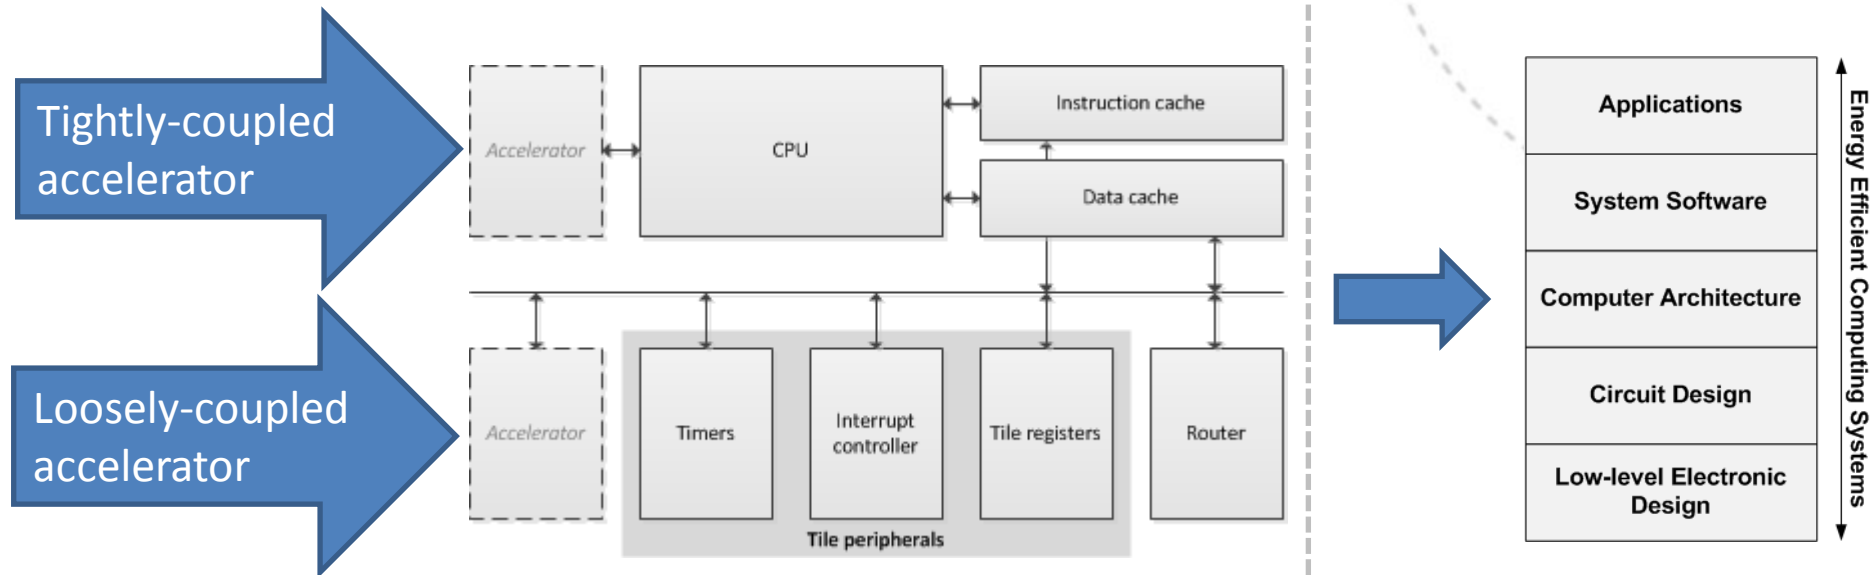 Tightly-coupled
accelerator
Accelerator
CPU
Instruction cache
Data cache
Loosely-coupled
accelerator
Accelerator
Timers
Interrupt
controller
Tile registers
Router
Tile peripherals
Applications
System Software
Computer Architecture
Circuit Design
Low-level Electronic
Design
Energy Efficient Computing Systems